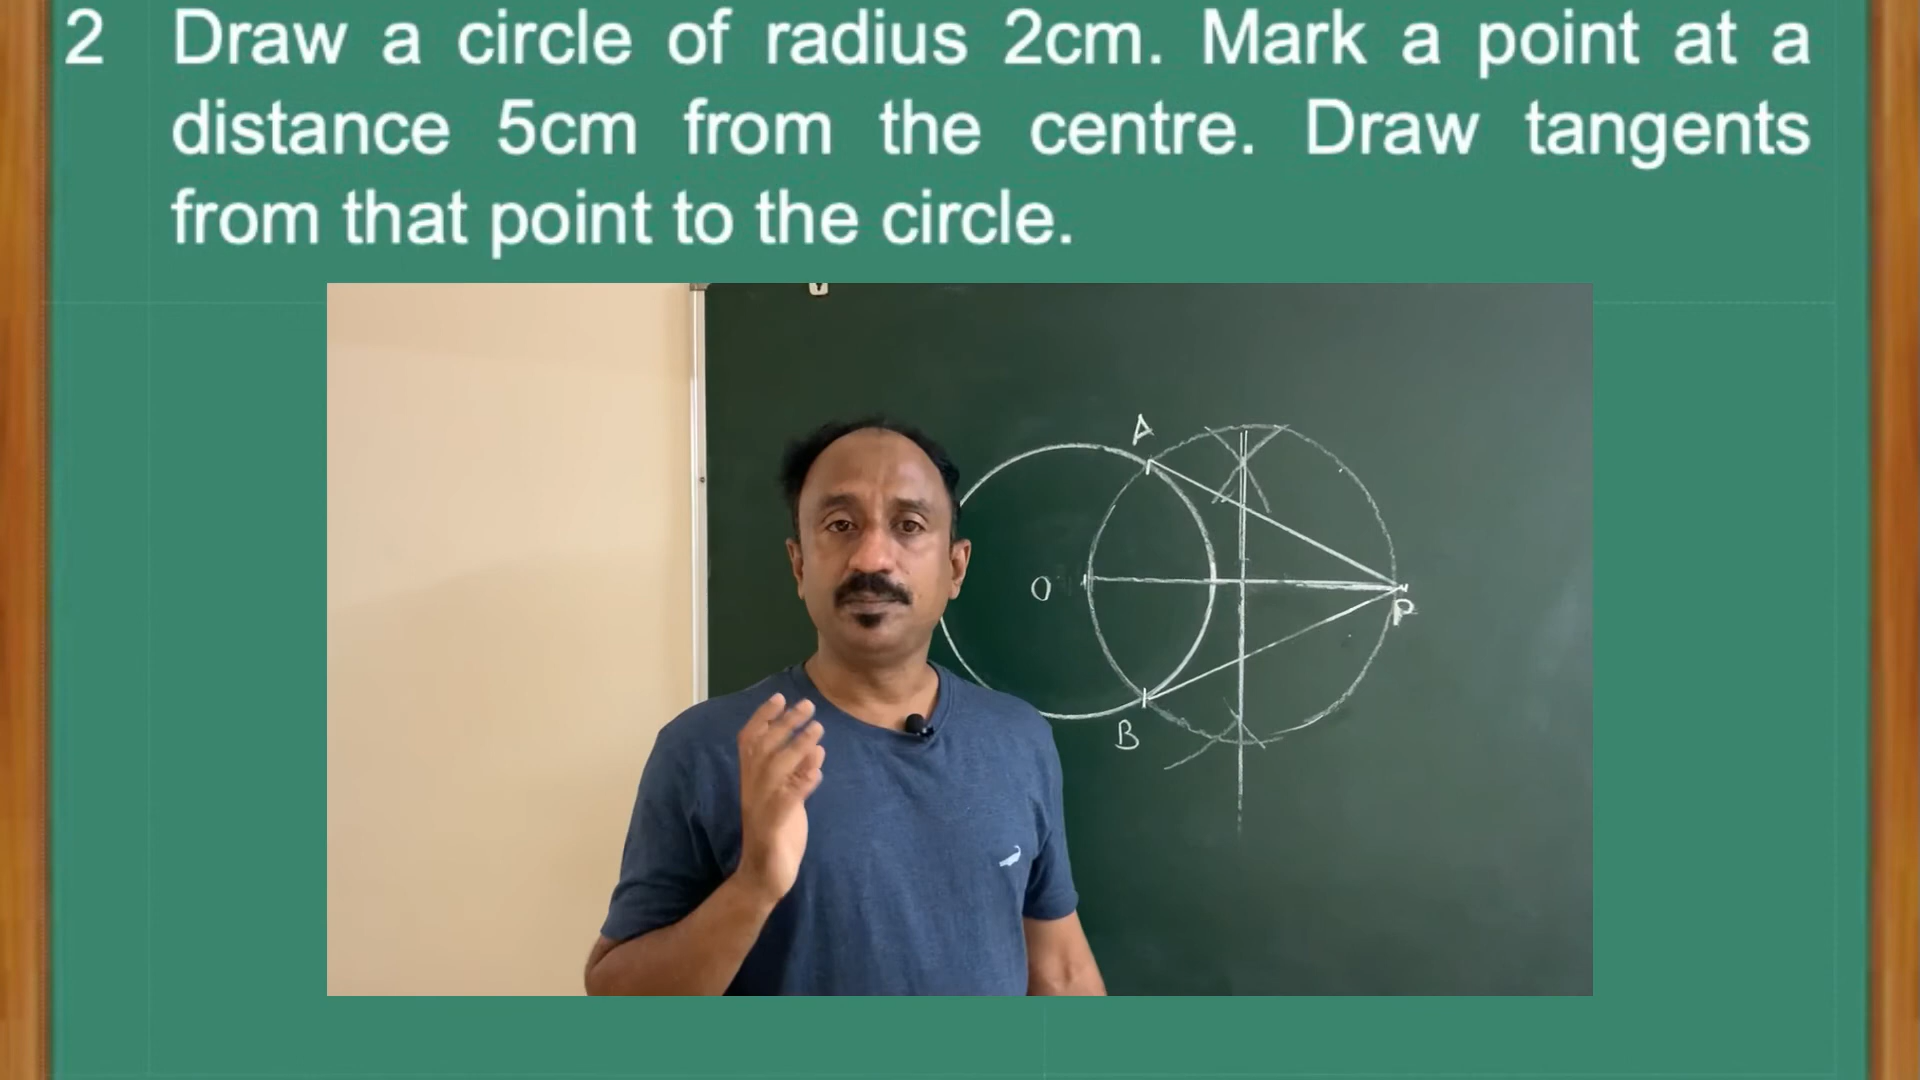 2 Draw a circle of radius 2cm. Mark a point at a
distance 5cm from the centre. Draw tangents
from that point to the circle.
A
O
P
B